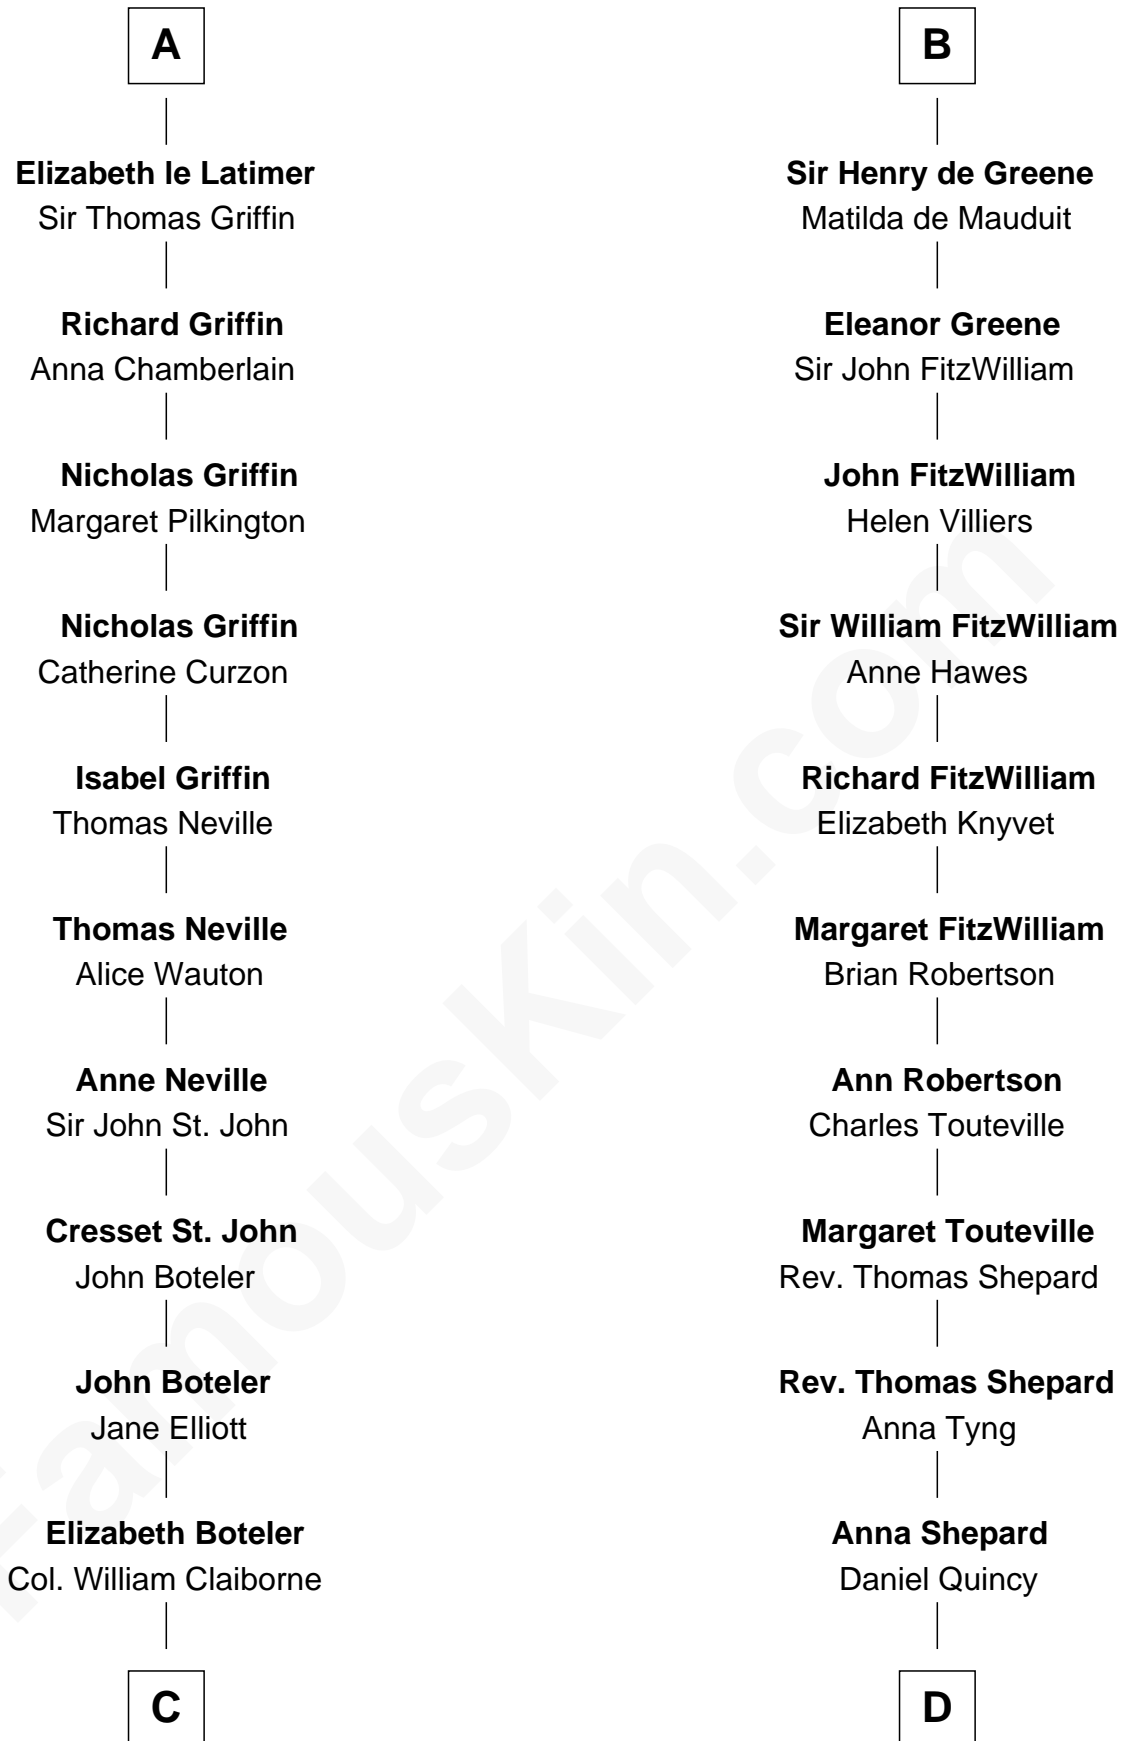 A
Elizabeth le Latimer
Sir Thomas Griffin
Richard Griffin
Anna Chamberlain
Nicholas Griffin
Margaret Pilkington
Nicholas Griffin
Catherine Curzon
Isabel Griffin
Thomas Neville
Thomas Neville
Alice Wauton
Anne Neville
Sir John St. John
Cresset St. John
John Boteler
John Boteler
Jane Elliott
Elizabeth Boteler
Col. William Claiborne
C
B
Sir Henry de Greene
Matilda de Mauduit
Eleanor Greene
Sir John FitzWilliam
John FitzWilliam
Helen Villiers
Sir William FitzWilliam
Anne Hawes
Richard FitzWilliam
Elizabeth Knyvet
Margaret FitzWilliam
Brian Robertson
Ann Robertson
Charles Touteville
Margaret Touteville
Rev. Thomas Shepard
Rev. Thomas Shepard
Anna Tyng
Anna Shepard
Daniel Quincy
D
FamousKin.com